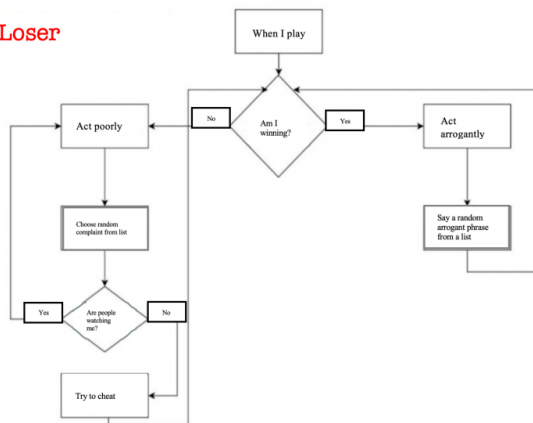 Loser
When I play
Am I
winning?
No
Yes
Act poorly
Act
arrogantly
Choose random
complaint from list
Say a random
arrogant phrase
from a list
Are people
watching
me?
Yes
No
Try to cheat